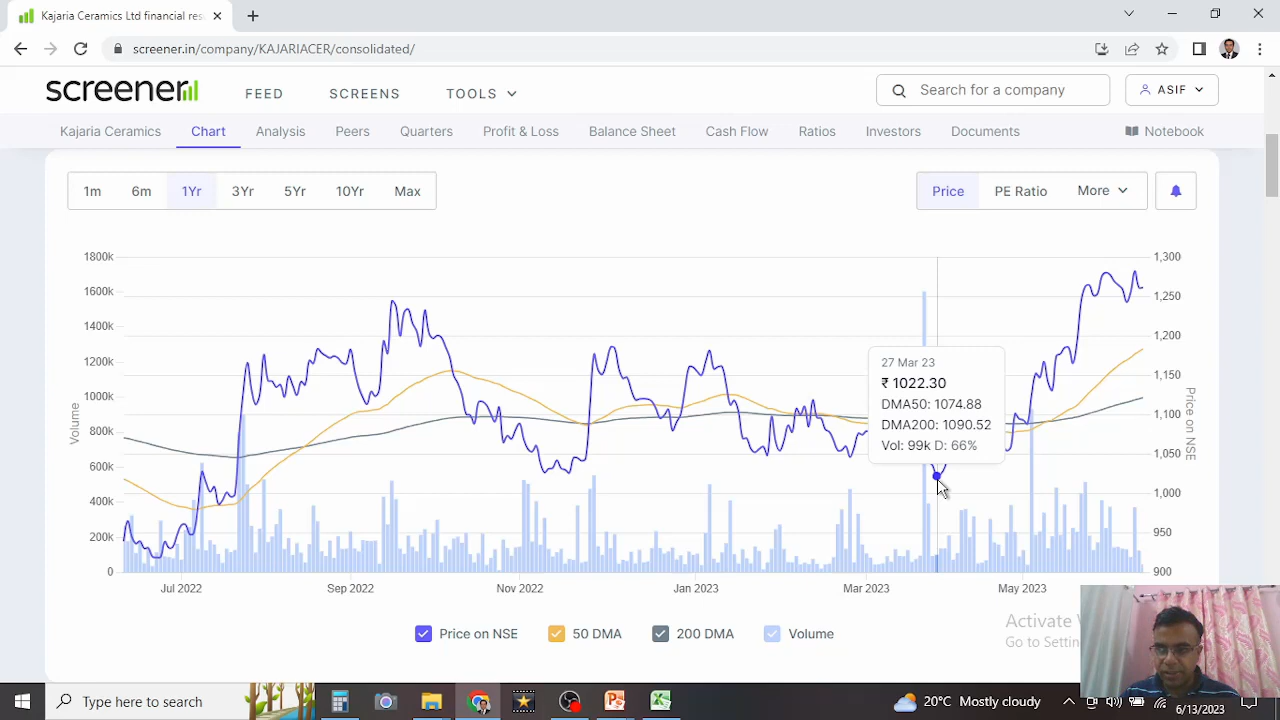 Kajaria Ceramics Ltd financial res
screener.in/company/KAJARIACER/consolidated/
screener
FEED
SCREENS
TOOLS
Search for a company
ASIF
Kajaria Ceramics
Chart
Analysis
Peers
Quarters
Profit & Loss
Balance Sheet
Cash Flow
Ratios
Investors
Documents
Notebook
1m
6m
1Yr
3Yr
5Yr
10Yr
Max
Price
PE Ratio
More
1800k
1600k
1400k
1200k
1000k
800k
600k
400k
200k
0
Volume
1,300
1,250
1,200
1,150
1,100
1,050
1,000
950
900
Price on NSE
27 Mar 23
₹ 1022.30
DMA50: 1074.88
DMA200: 1090.52
Vol: 99k D: 66%
Jul 2022
Sep 2022
Nov 2022
Jan 2023
Mar 2023
May 2023
Price on NSE
50 DMA
200 DMA
Volume
Activate
Go to Settin
Type here to search
20°C Mostly cloudy
6/13/2023